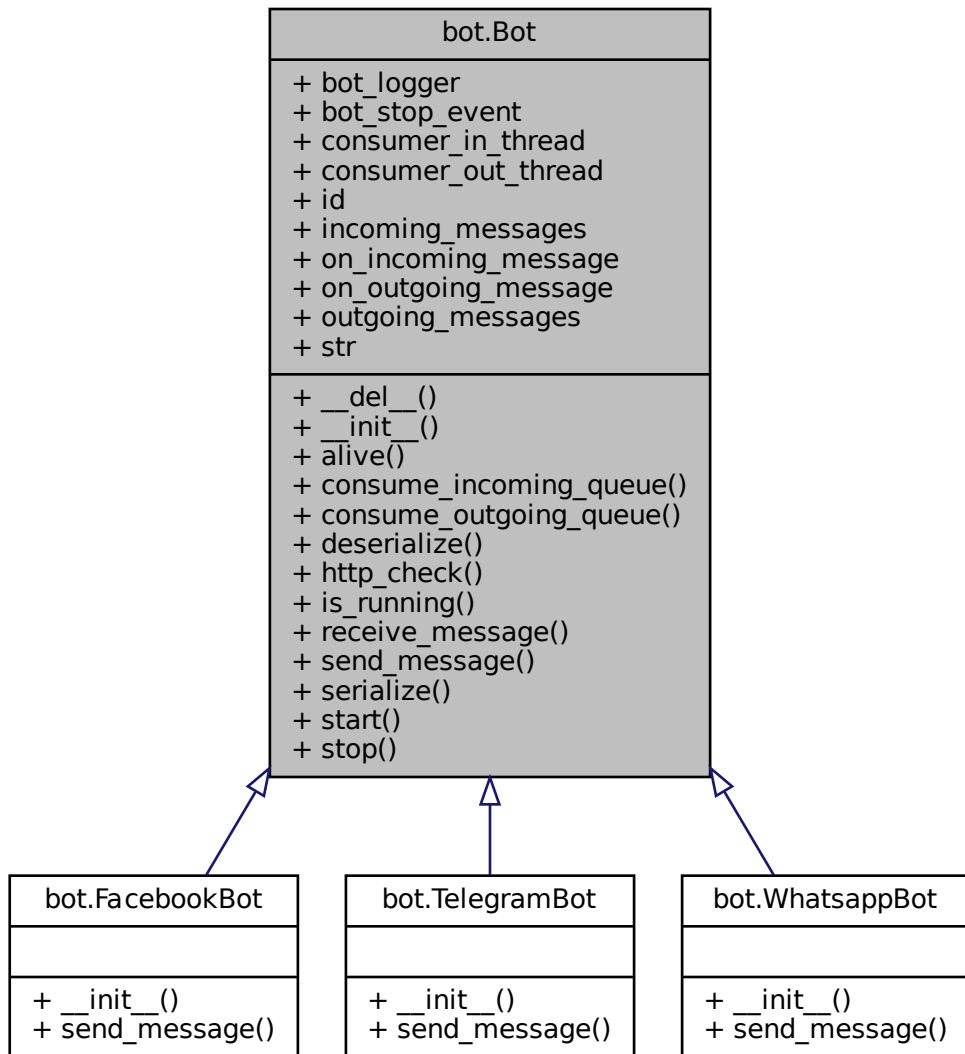 bot.Bot
+ bot_logger
+ bot_stop_event
+ consumer_in_thread
+ consumer_out_thread
+ id
+ incoming_messages
+ on_incoming_message
+ on_outgoing_message
+ outgoing_messages
+ str
+ __del__()
+ __init__()
+ alive()
+ consume_incoming_queue()
+ consume_outgoing_queue()
+ deserialize()
+ http_check()
+ is_running()
+ receive_message()
+ send_message()
+ serialize()
+ start()
+ stop()
bot.FacebookBot
+ __init__()
+ send_message()
bot.TelegramBot
+ __init__()
+ send_message()
bot.WhatsappBot
+ __init__()
+ send_message()